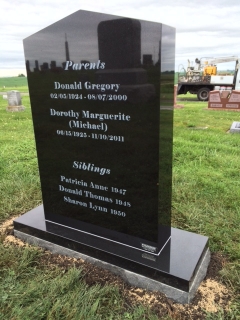 Parents
Donald Gregory
02/05/1924 - 08/07/2000
Dorothy Marguerite
(Michael)
06/15/1925 - 11/10/2011
Siblings
Patricia Anne 1947
Donald Thomas 1948
Sharon Lynn 1950